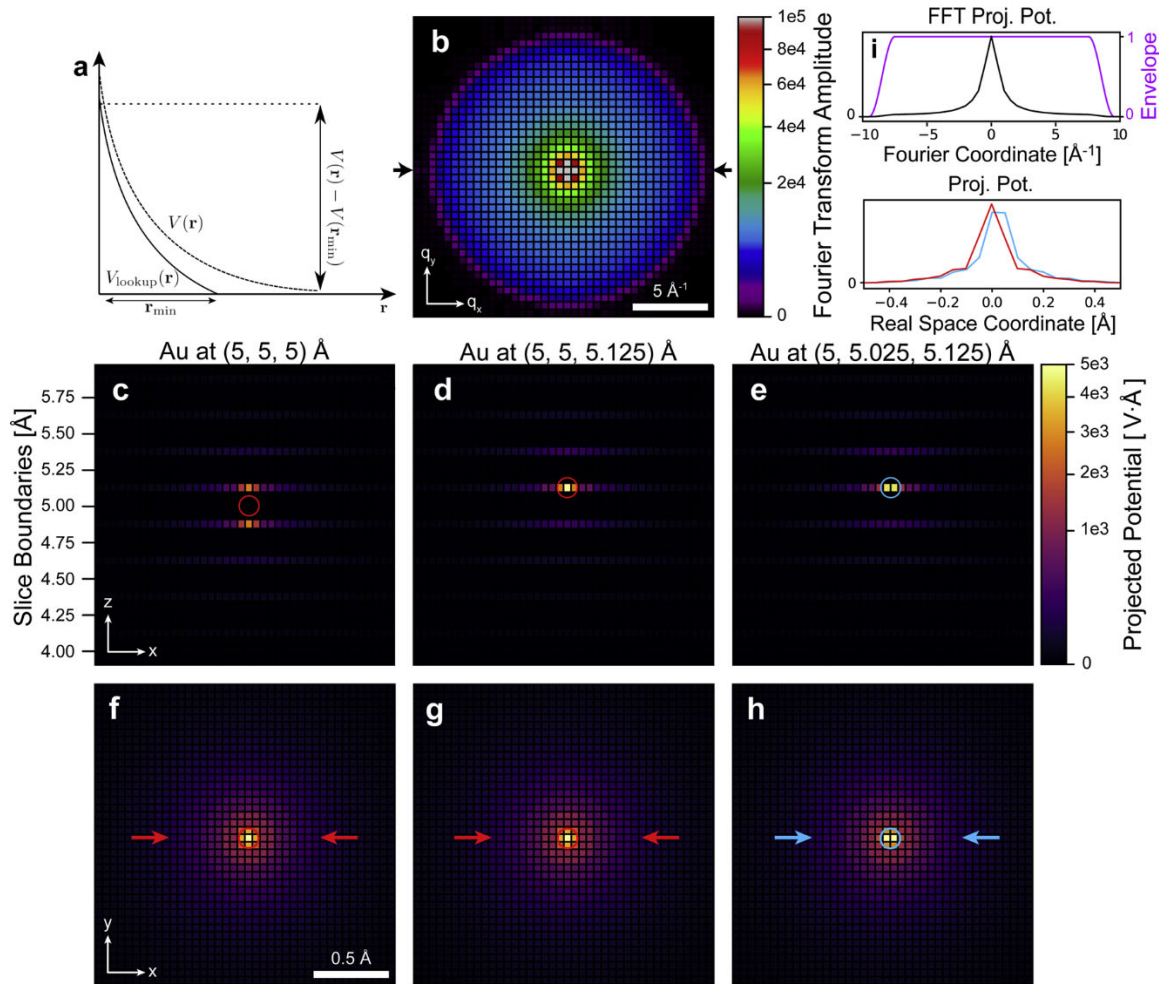 a
V(r)
V_lookup(r)
r_min
r
V(r) − V(r_min)
b
q_y
q_x
5 Å⁻¹
1e5
8e4
6e4
4e4
2e4
0
Fourier Transform Amplitude
FFT Proj. Pot.
i
0
1
0
Envelope
−10
−5
0
5
10
Fourier Coordinate [Å⁻¹]
Proj. Pot.
0
−0.4
−0.2
0.0
0.2
0.4
Real Space Coordinate [Å]
Au at (5, 5, 5) Å
Au at (5, 5, 5.125) Å
Au at (5, 5.025, 5.125) Å
Slice Boundaries [Å]
5.75
5.50
5.25
5.00
4.75
4.50
4.25
4.00
c
z
x
d
e
5e3
4e3
3e3
2e3
1e3
0
Projected Potential [ V·Å]
f
y
x
0.5 Å
g
h